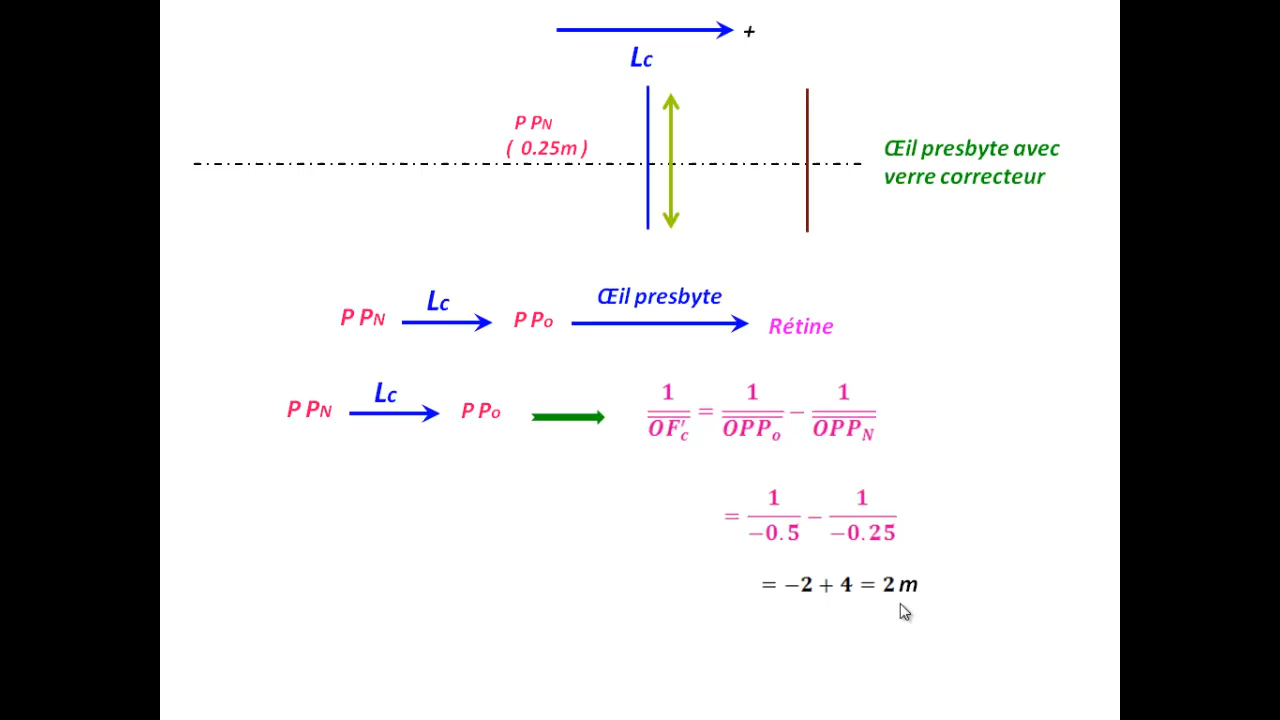 +
Lc
P PN
( 0.25m )
Œil presbyte avec
verre correcteur
P PN Lc P Po Œil presbyte Rétine
P PN Lc P Po 1/OF'c = 1/OPPo − 1/OPPN
= 1/−0.5 − 1/−0.25
= −2 + 4 = 2 m